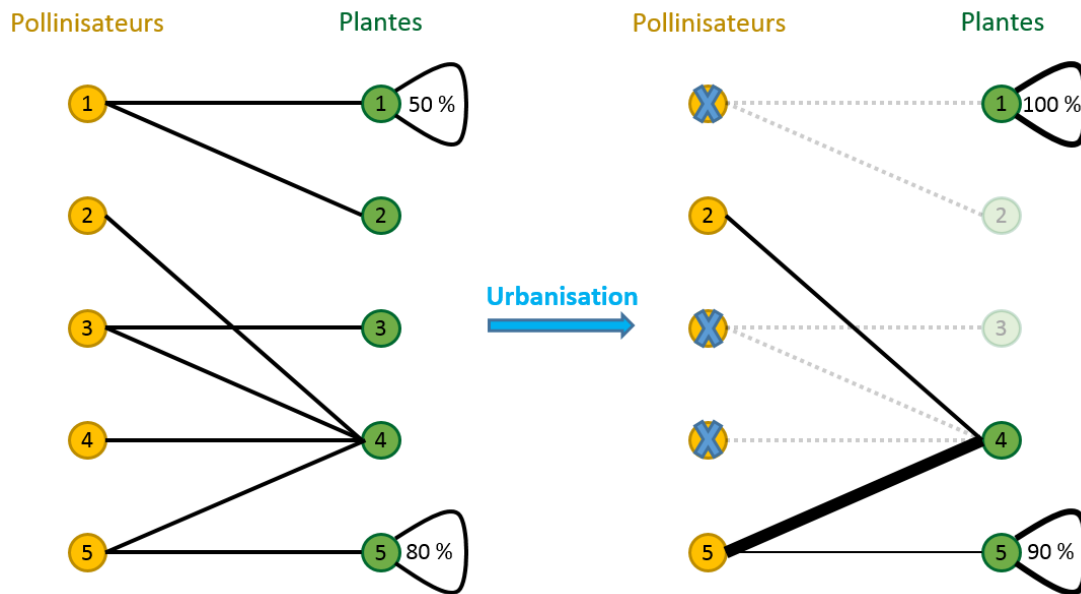 Pollinisateurs Plantes Pollinisateurs Plantes
1 1 50 % 1 100 %
2 2 2 2
3 3 Urbanisation 3
4 4 4
5 5 80 % 5 5 90 %